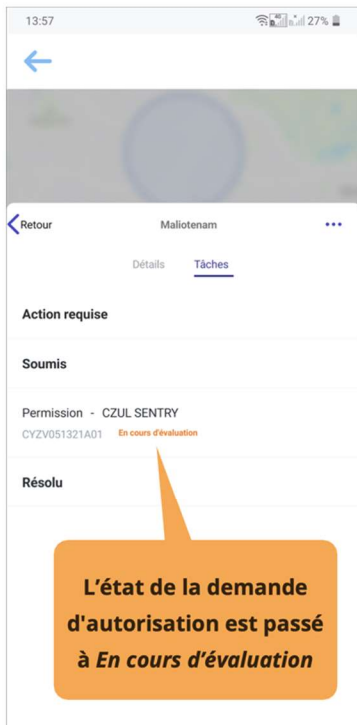 13:57
27%
Retour
Maliotenam
Détails
Tâches
Action requise
Soumis
Permission - CZUL SENTRY
CYZV051321A01
En cours d'évaluation
Résolu
L'état de la demande
d'autorisation est passé
à En cours d'évaluation